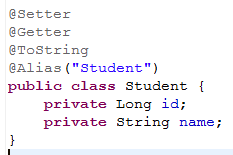 @Setter
@Getter
@ToString
@Alias("Student")
public class Student {
    private Long id;
    private String name;
}